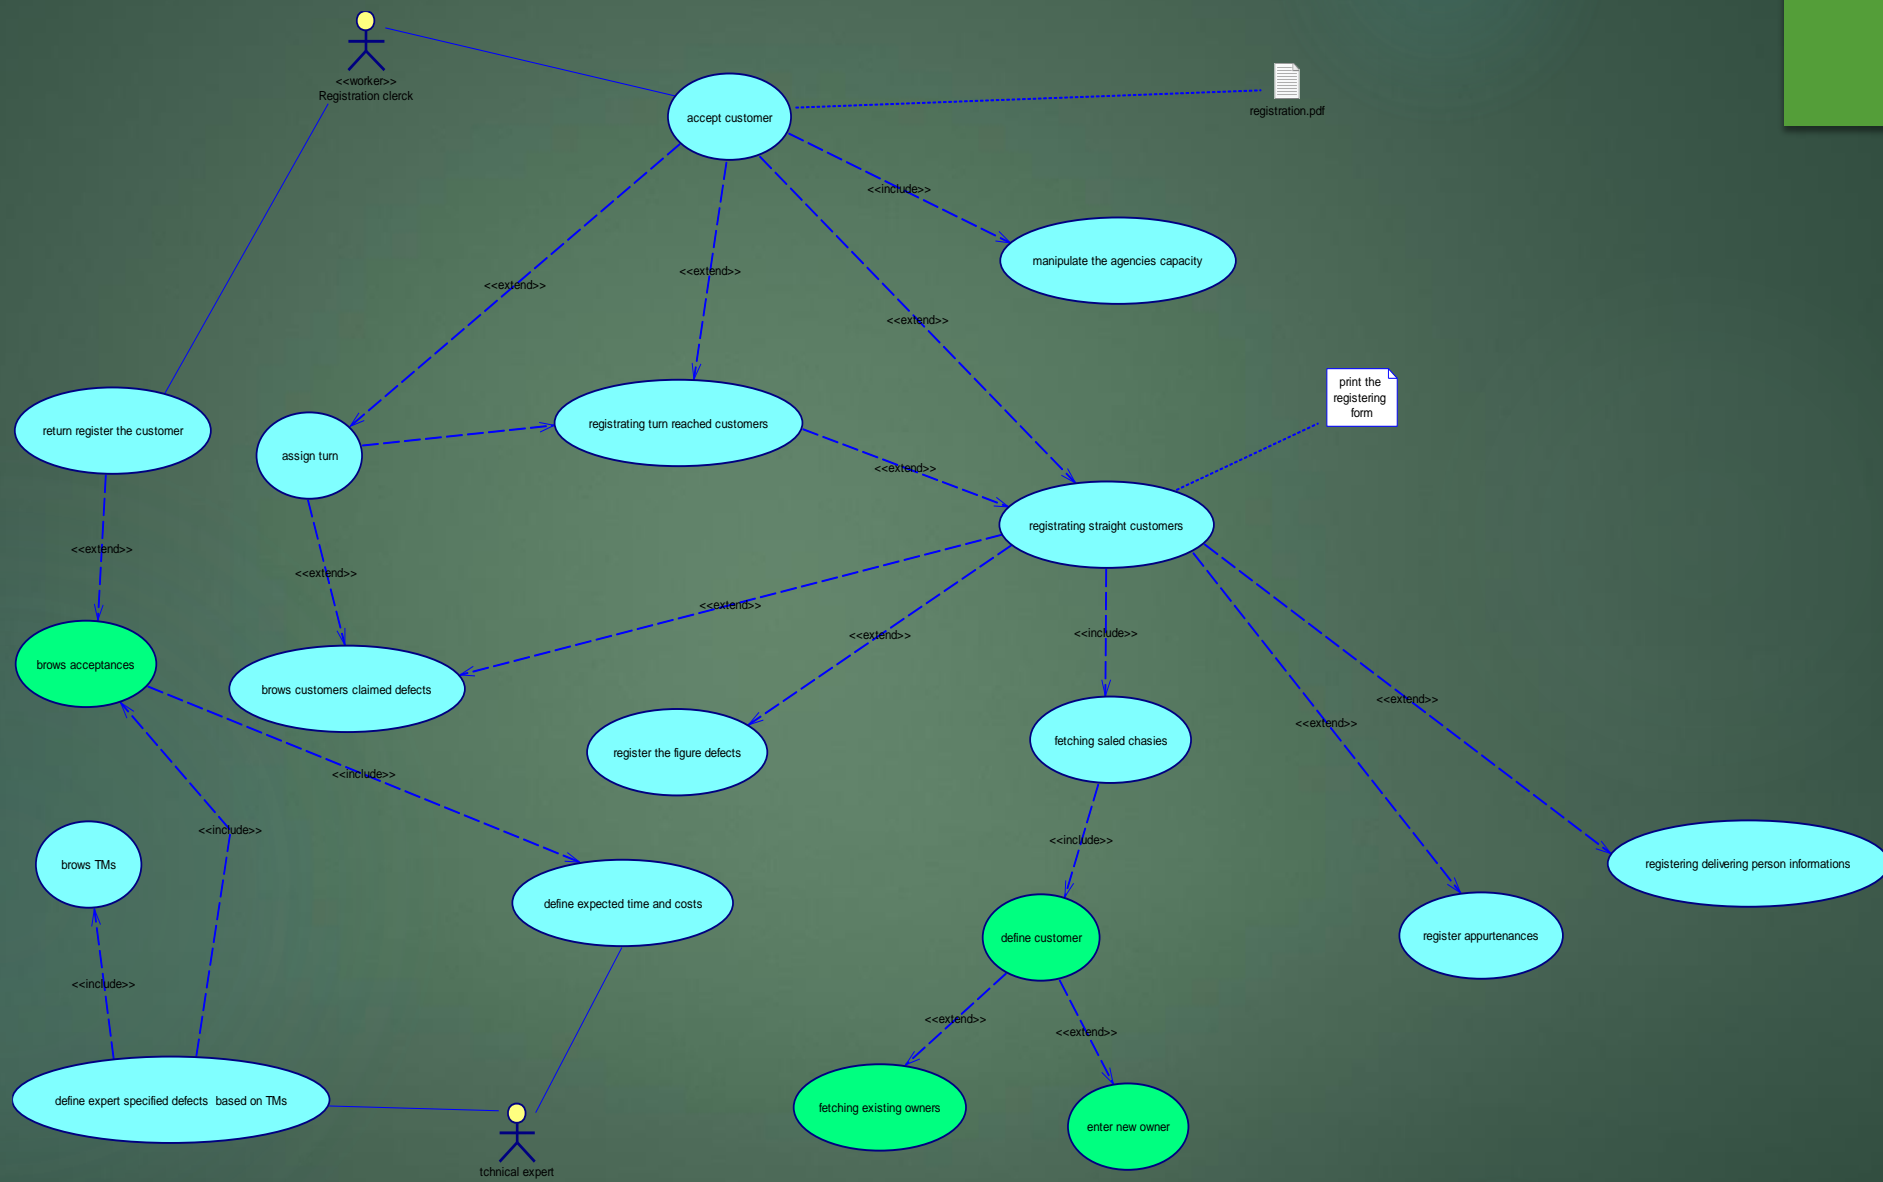 <<worker>>
Registration clerck
accept customer
registration.pdf
<<include>>
manipulate the agencies capacity
<<extend>>
<<extend>>
<<extend>>
print the
registering
form
return register the customer
assign turn
registrating turn reached customers
<<extend>>
registrating straight customers
<<extend>>
<<extend>>
<<extend>>
<<extend>>
<<include>>
brows acceptances
brows customers claimed defects
<<extend>>
<<extend>>
register the figure defects
fetching saled chasies
<<include>>
<<include>>
<<include>>
brows TMs
define expected time and costs
registering delivering person informations
define customer
register appurtenances
<<include>>
<<extend>>
<<extend>>
define expert specified defects  based on TMs
fetching existing owners
enter new owner
tchnical expert